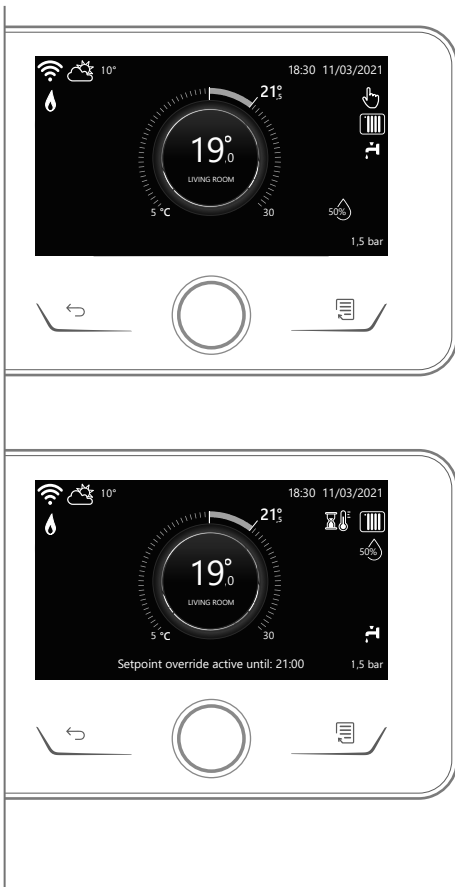 10° 18:30 11/03/2021
21°,5
19°,0
LIVING ROOM
5 °C 30
50%
1,5 bar
10° 18:30 11/03/2021
21°,5
50%
19°,0
LIVING ROOM
5 °C 30
Setpoint override active until: 21:00 1,5 bar